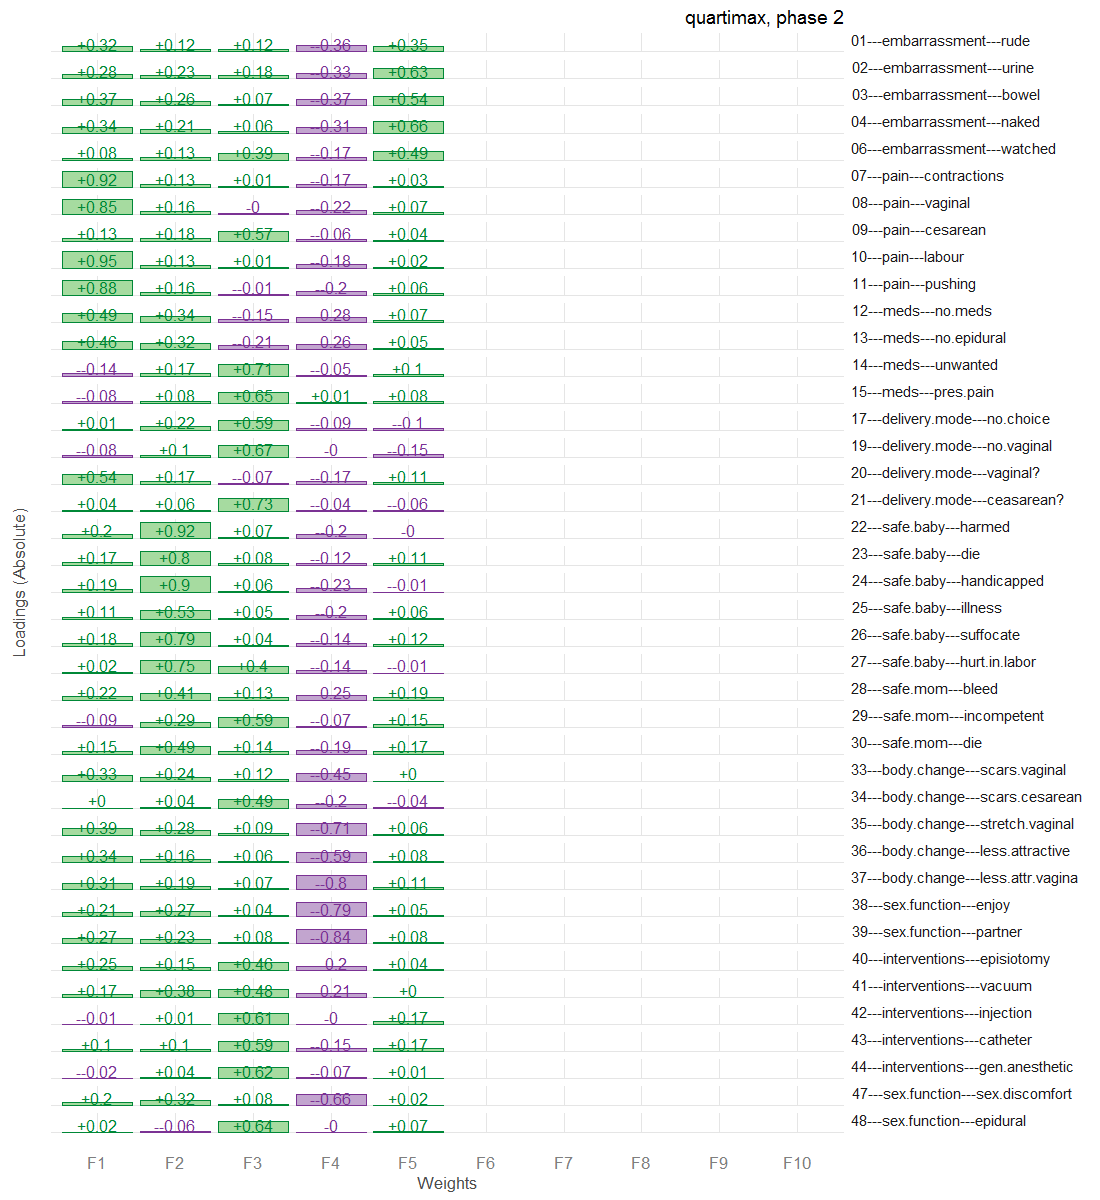 quartimax, phase 2
+0.32 +0.12 +0.12 --0.36 +0.35 01---embarrassment---rude
+0.28 +0.23 +0.18 --0.33 +0.63 02---embarrassment---urine
+0.37 +0.26 +0.07 --0.37 +0.54 03---embarrassment---bowel
+0.34 +0.21 +0.06 --0.31 +0.66 04---embarrassment---naked
+0.08 +0.13 +0.39 --0.17 +0.49 06---embarrassment---watched
+0.92 +0.13 +0.01 --0.17 +0.03 07---pain---contractions
+0.85 +0.16 -0 --0.22 +0.07 08---pain---vaginal
+0.13 +0.18 +0.57 --0.06 +0.04 09---pain---cesarean
+0.95 +0.13 +0.01 --0.18 +0.02 10---pain---labour
+0.88 +0.16 --0.01 --0.2 +0.06 11---pain---pushing
+0.49 +0.34 --0.15 --0.28 +0.07 12---meds---no.meds
+0.46 +0.32 --0.21 --0.26 +0.05 13---meds---no.epidural
--0.14 +0.17 +0.71 --0.05 +0.1 14---meds---unwanted
--0.08 +0.08 +0.65 +0.01 +0.08 15---meds---pres.pain
+0.01 +0.22 +0.59 --0.09 --0.1 17---delivery.mode---no.choice
--0.08 +0.1 +0.67 -0 --0.15 19---delivery.mode---no.vaginal
+0.54 +0.17 --0.07 --0.17 +0.11 20---delivery.mode---vaginal?
+0.04 +0.06 +0.73 --0.04 --0.06 21---delivery.mode---ceasarean?
+0.2 +0.92 +0.07 --0.2 -0 22---safe.baby---harmed
+0.17 +0.8 +0.08 --0.12 +0.11 23---safe.baby---die
+0.19 +0.9 +0.06 --0.23 --0.01 24---safe.baby---handicapped
+0.11 +0.53 +0.05 --0.2 +0.06 25---safe.baby---illness
+0.18 +0.79 +0.04 --0.14 +0.12 26---safe.baby---suffocate
+0.02 +0.75 +0.4 --0.14 --0.01 27---safe.baby---hurt.in.labor
+0.22 +0.41 +0.13 --0.25 +0.19 28---safe.mom---bleed
--0.09 +0.29 +0.59 --0.07 +0.15 29---safe.mom---incompetent
+0.15 +0.49 +0.14 --0.19 +0.17 30---safe.mom---die
+0.33 +0.24 +0.12 --0.45 +0 33---body.change---scars.vaginal
+0 +0.04 +0.49 --0.2 --0.04 34---body.change---scars.cesarean
+0.39 +0.28 +0.09 --0.71 +0.06 35---body.change---stretch.vaginal
+0.34 +0.16 +0.06 --0.59 +0.08 36---body.change---less.attractive
+0.31 +0.19 +0.07 --0.8 +0.11 37---body.change---less.attr.vagina
+0.21 +0.27 +0.04 --0.79 +0.05 38---sex.function---enjoy
+0.27 +0.23 +0.08 --0.84 +0.08 39---sex.function---partner
+0.25 +0.15 +0.46 --0.2 +0.04 40---interventions---episiotomy
+0.17 +0.38 +0.48 --0.21 +0 41---interventions---vacuum
--0.01 +0.01 +0.61 -0 +0.17 42---interventions---injection
+0.1 +0.1 +0.59 --0.15 +0.17 43---interventions---catheter
--0.02 +0.04 +0.62 --0.07 +0.01 44---interventions---gen.anesthetic
+0.2 +0.32 +0.08 --0.66 +0.02 47---sex.function---sex.discomfort
+0.02 --0.06 +0.64 -0 +0.07 48---sex.function---epidural
Loadings (Absolute)
F1 F2 F3 F4 F5 F6 F7 F8 F9 F10
Weights